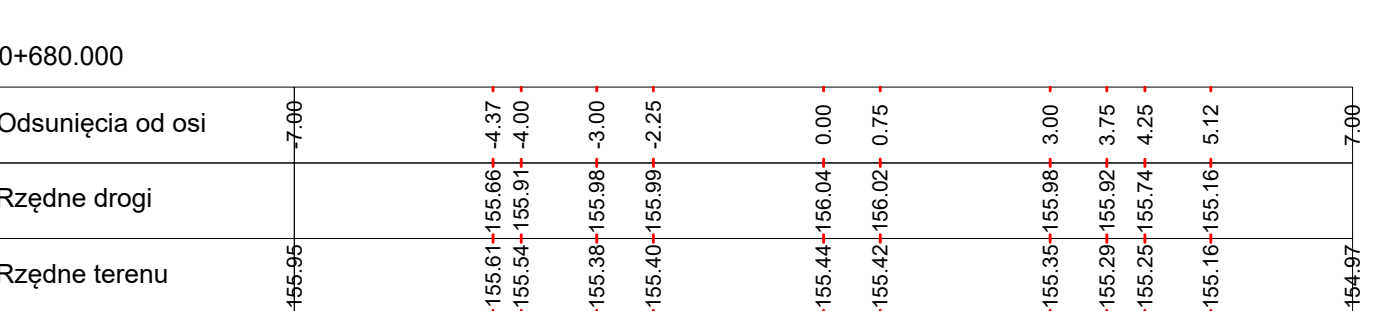 0+680.000
Odsunięcia od osi -7.00 -4.37 -4.00 -3.00 -2.25 0.00 0.75 3.00 3.75 4.25 5.12 7.00
Rzędne drogi 155.66 155.91 155.98 155.99 156.04 156.02 155.98 155.92 155.74 155.16
Rzędne terenu 155.95 155.61 155.54 155.38 155.40 155.44 155.42 155.35 155.29 155.25 155.16 154.97